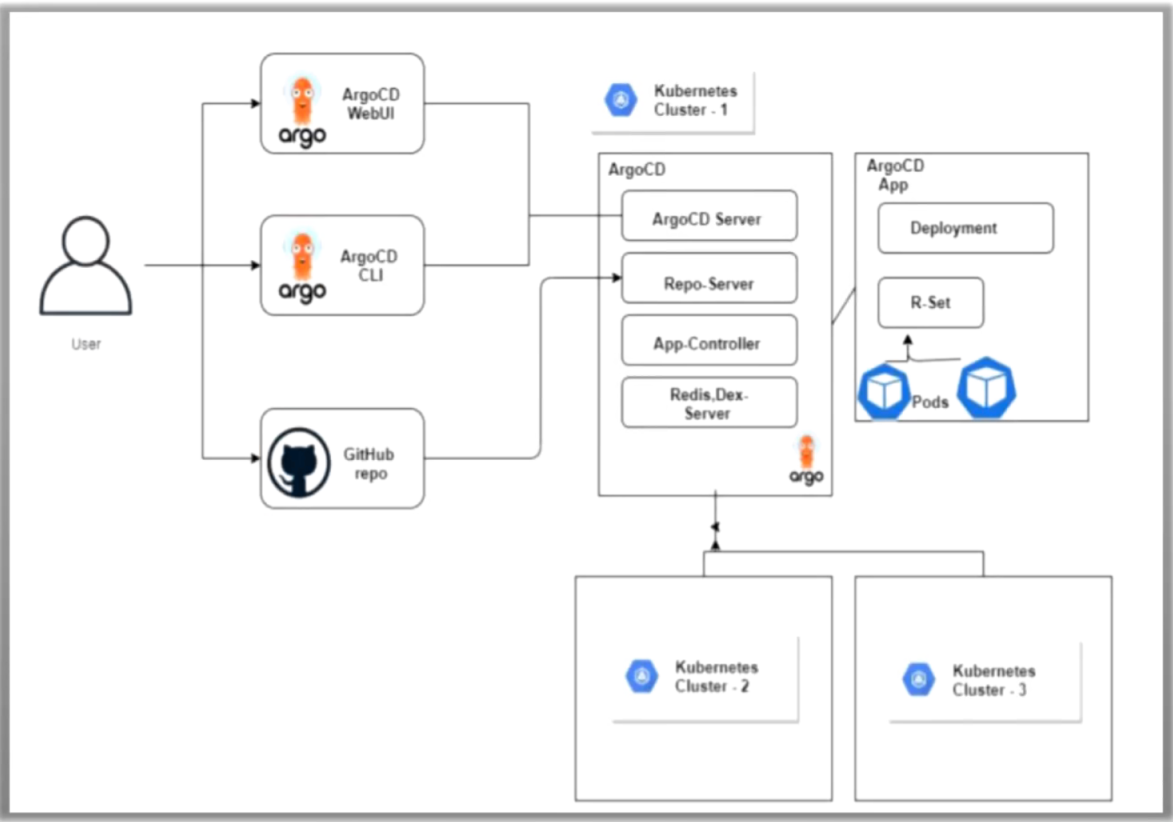 ArgoCD
WebUI
argo
Kubernetes
Cluster - 1
ArgoCD
ArgoCD
App
ArgoCD Server
Deployment
ArgoCD
CLI
argo
Repo-Server
R-Set
User
App-Controller
Redis,Dex-
Server
Pods
GitHub
repo
argo
Kubernetes
Cluster - 2
Kubernetes
Cluster - 3